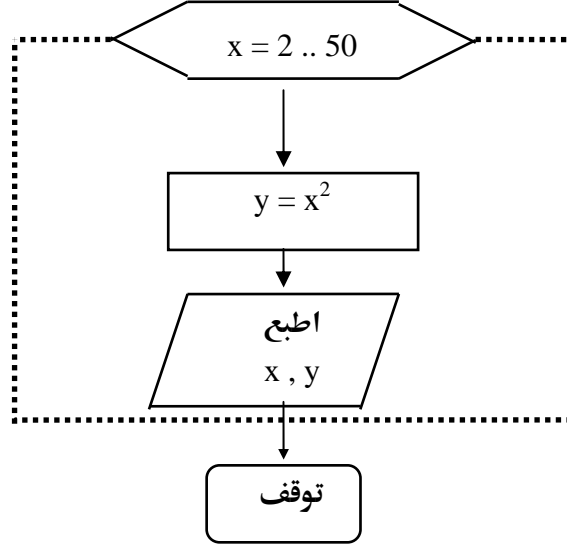 x = 2 .. 50
y = x²
اطبع
x , y
توقف